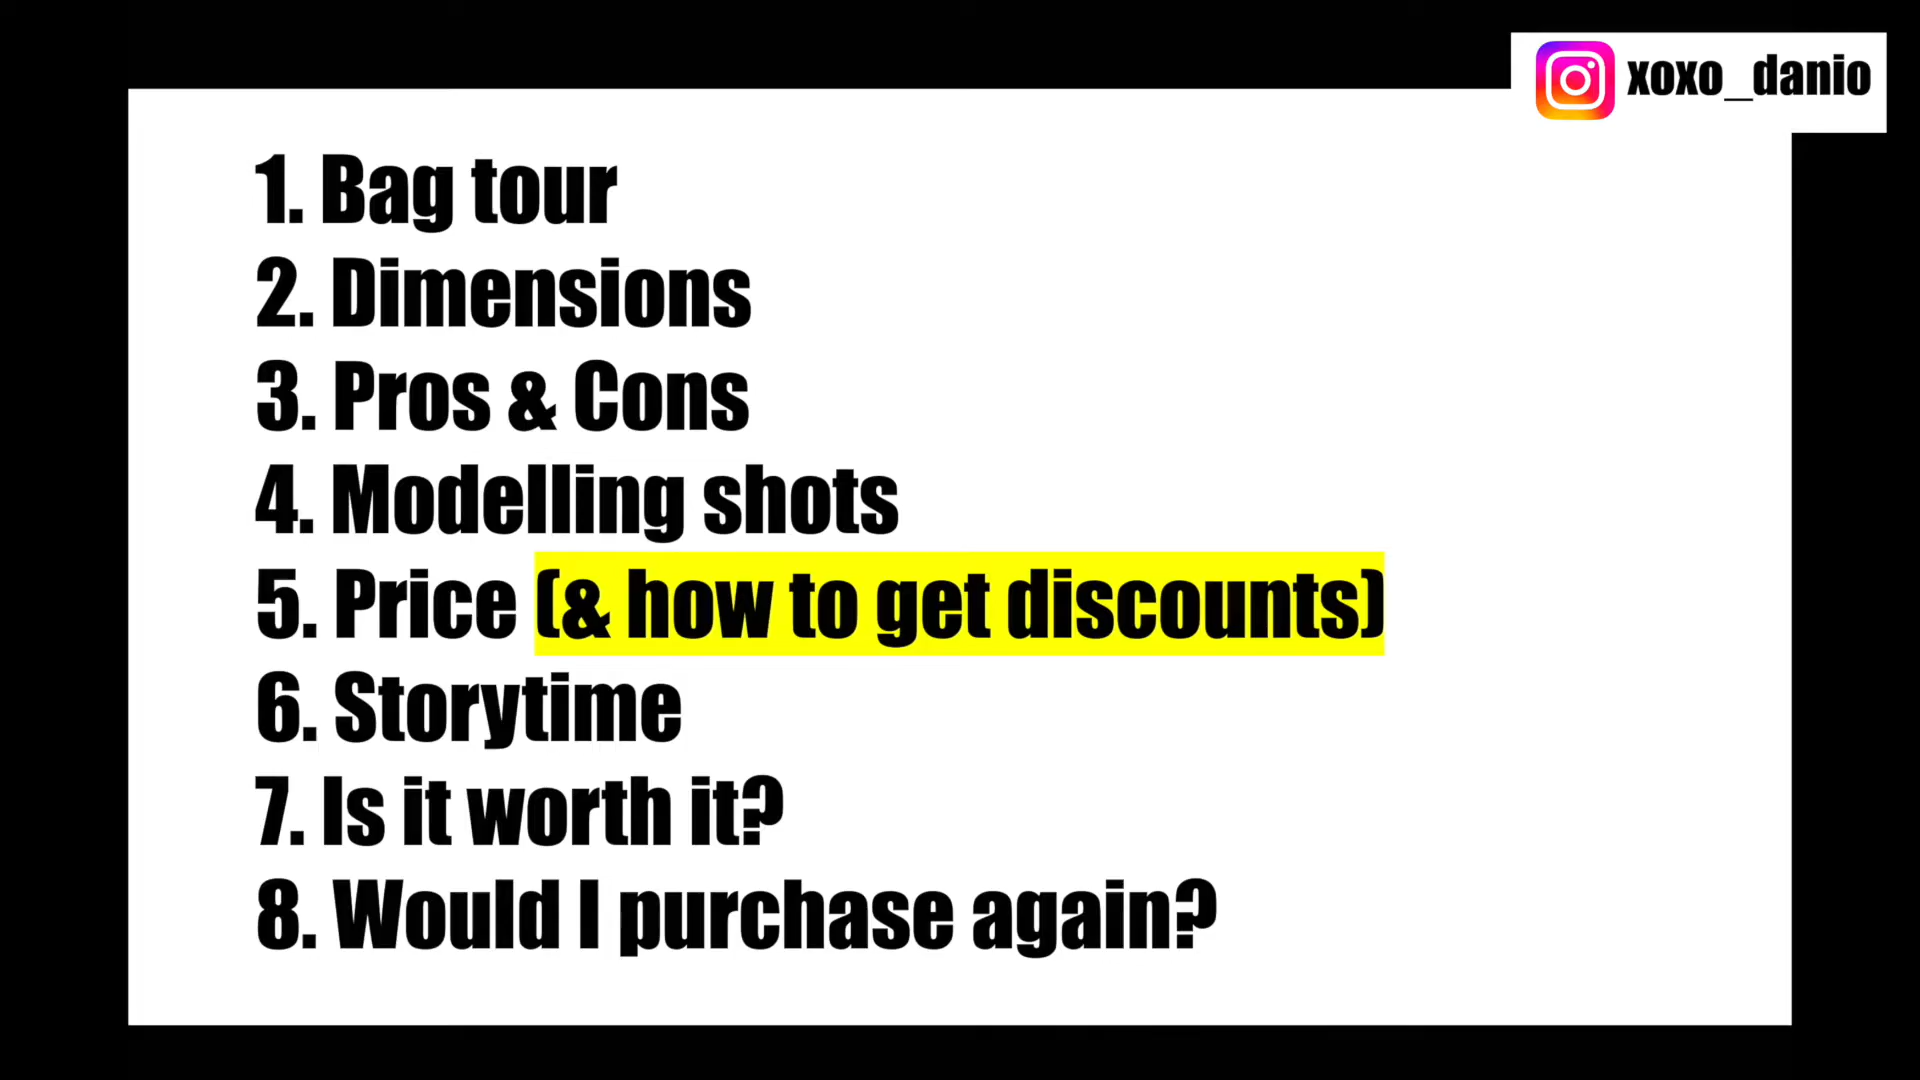 xoxo_danio
1. Bag tour
2. Dimensions
3. Pros & Cons
4. Modelling shots
5. Price (& how to get discounts)
6. Storytime
7. Is it worth it?
8. Would I purchase again?